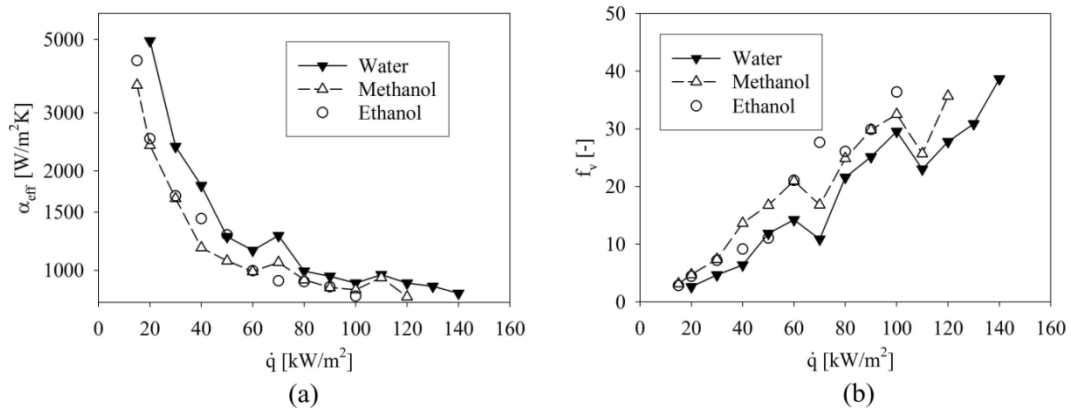 α_eff [W/m²K]
5000
3000
2000
1500
1000
0 20 40 60 80 100 120 140 160
q̇ [kW/m²]
Water
Methanol
Ethanol
(a)
f_v [-]
50
40
30
20
10
0
0 20 40 60 80 100 120 140 160
q̇ [kW/m²]
Water
Methanol
Ethanol
(b)